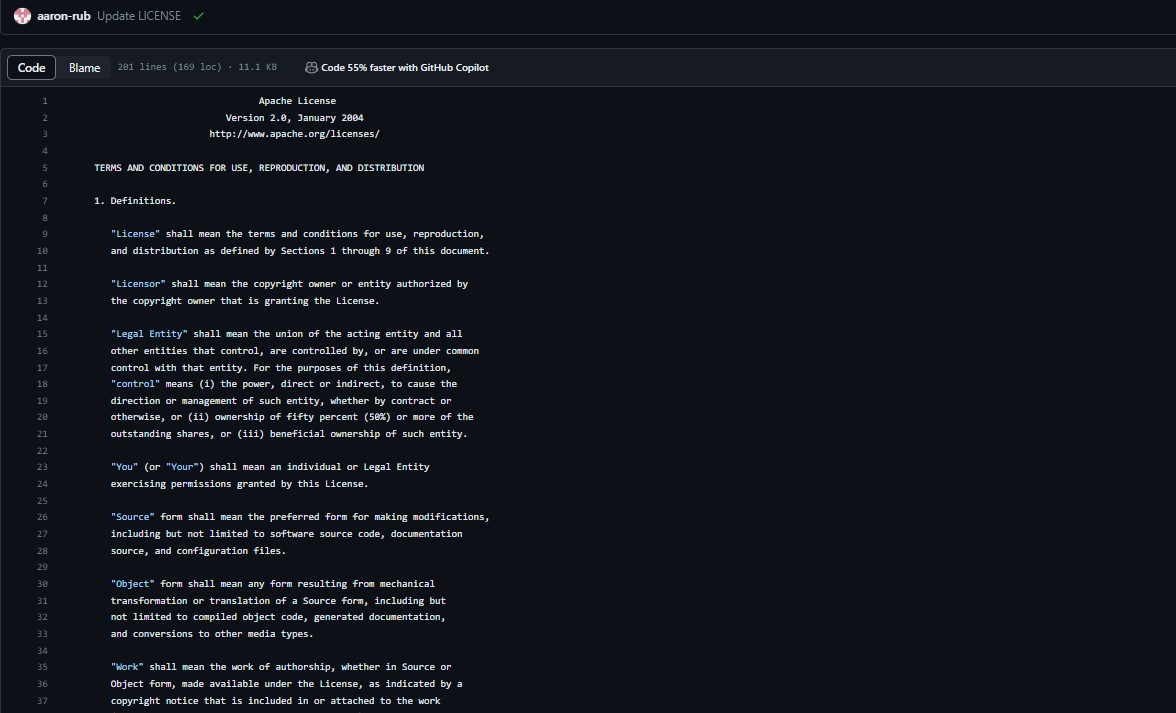 aaron-rub Update LICENSE
Code Blame 201 lines (169 loc) · 11.1 KB Code 55% faster with GitHub Copilot
1 Apache License
2 Version 2.0, January 2004
3 http://www.apache.org/licenses/
4
5 TERMS AND CONDITIONS FOR USE, REPRODUCTION, AND DISTRIBUTION
6
7 1. Definitions.
8
9 "License" shall mean the terms and conditions for use, reproduction,
10 and distribution as defined by Sections 1 through 9 of this document.
11
12 "Licensor" shall mean the copyright owner or entity authorized by
13 the copyright owner that is granting the License.
14
15 "Legal Entity" shall mean the union of the acting entity and all
16 other entities that control, are controlled by, or are under common
17 control with that entity. For the purposes of this definition,
18 "control" means (i) the power, direct or indirect, to cause the
19 direction or management of such entity, whether by contract or
20 otherwise, or (ii) ownership of fifty percent (50%) or more of the
21 outstanding shares, or (iii) beneficial ownership of such entity.
22
23 "You" (or "Your") shall mean an individual or Legal Entity
24 exercising permissions granted by this License.
25
26 "Source" form shall mean the preferred form for making modifications,
27 including but not limited to software source code, documentation
28 source, and configuration files.
29
30 "Object" form shall mean any form resulting from mechanical
31 transformation or translation of a Source form, including but
32 not limited to compiled object code, generated documentation,
33 and conversions to other media types.
34
35 "Work" shall mean the work of authorship, whether in Source or
36 Object form, made available under the License, as indicated by a
37 copyright notice that is included in or attached to the work